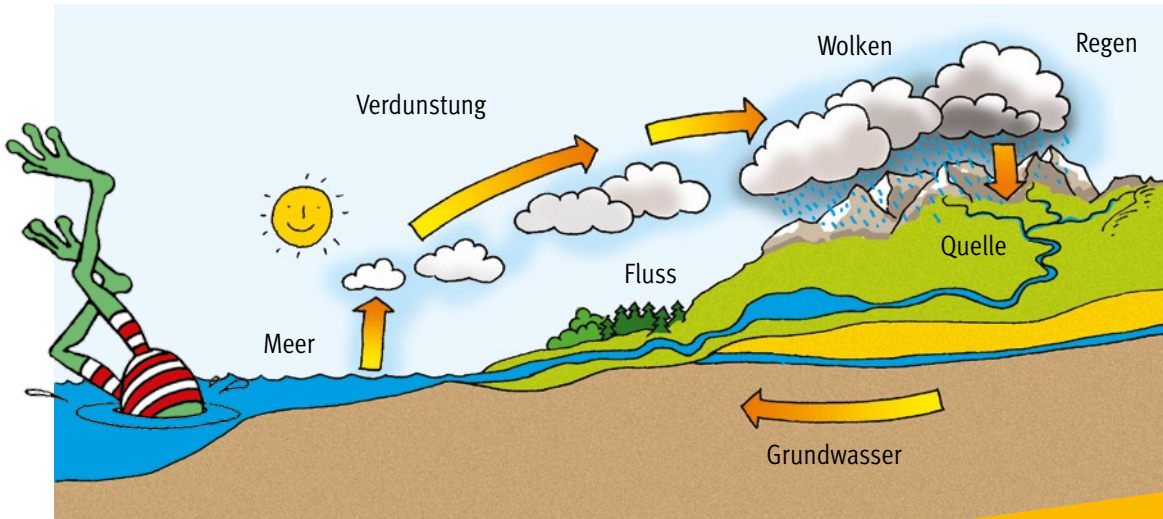 Wolken
Regen
Verdunstung
Quelle
Fluss
Meer
Grundwasser